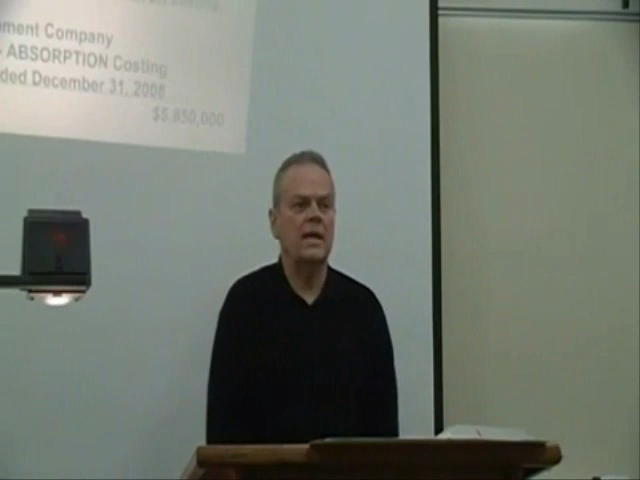 ment Company
- ABSORPTION Costing
ded December 31, 2008
$5,850,000